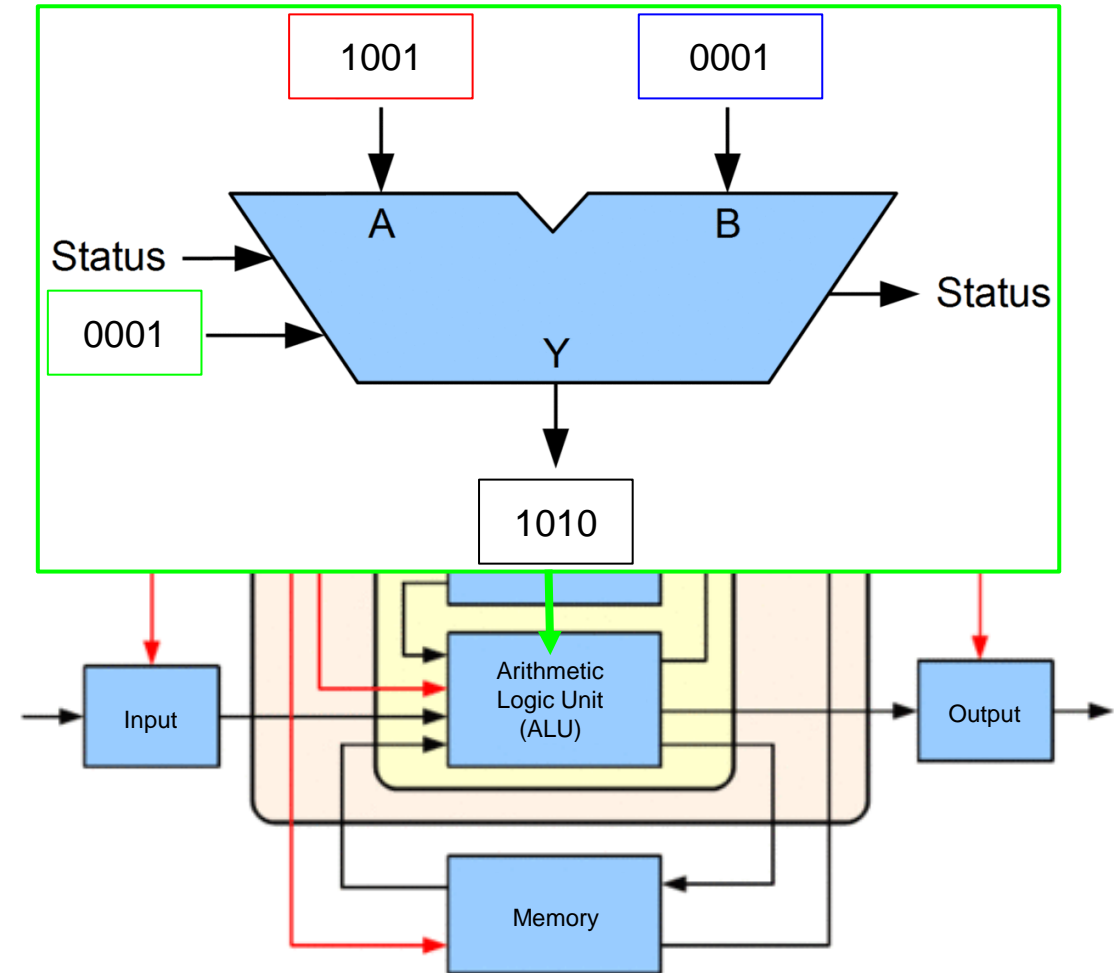 1001
0001
A
B
Status
Status
0001
Y
1010
Arithmetic
Logic Unit
(ALU)
Input
Output
Memory